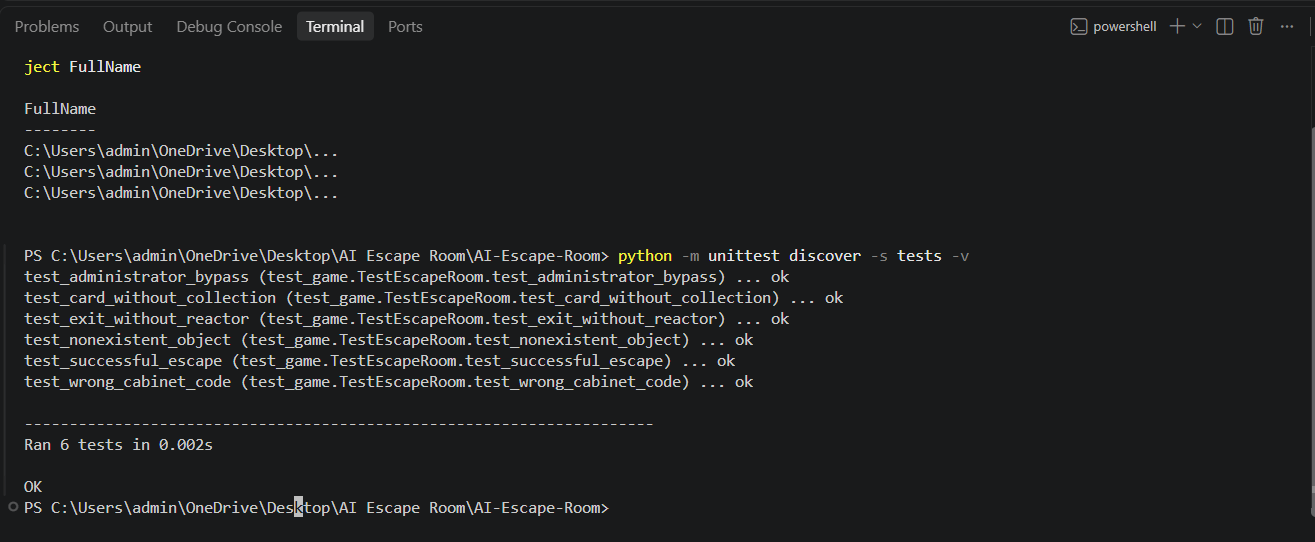 Problems Output Debug Console Terminal Ports powershell
ject FullName
FullName
--------
C:\Users\admin\OneDrive\Desktop\...
C:\Users\admin\OneDrive\Desktop\...
C:\Users\admin\OneDrive\Desktop\...
PS C:\Users\admin\OneDrive\Desktop\AI Escape Room\AI-Escape-Room> python -m unittest discover -s tests -v
test_administrator_bypass (test_game.TestEscapeRoom.test_administrator_bypass) ... ok
test_card_without_collection (test_game.TestEscapeRoom.test_card_without_collection) ... ok
test_exit_without_reactor (test_game.TestEscapeRoom.test_exit_without_reactor) ... ok
test_nonexistent_object (test_game.TestEscapeRoom.test_nonexistent_object) ... ok
test_successful_escape (test_game.TestEscapeRoom.test_successful_escape) ... ok
test_wrong_cabinet_code (test_game.TestEscapeRoom.test_wrong_cabinet_code) ... ok
----------------------------------------------------------------------
Ran 6 tests in 0.002s
OK
PS C:\Users\admin\OneDrive\Desktop\AI Escape Room\AI-Escape-Room>